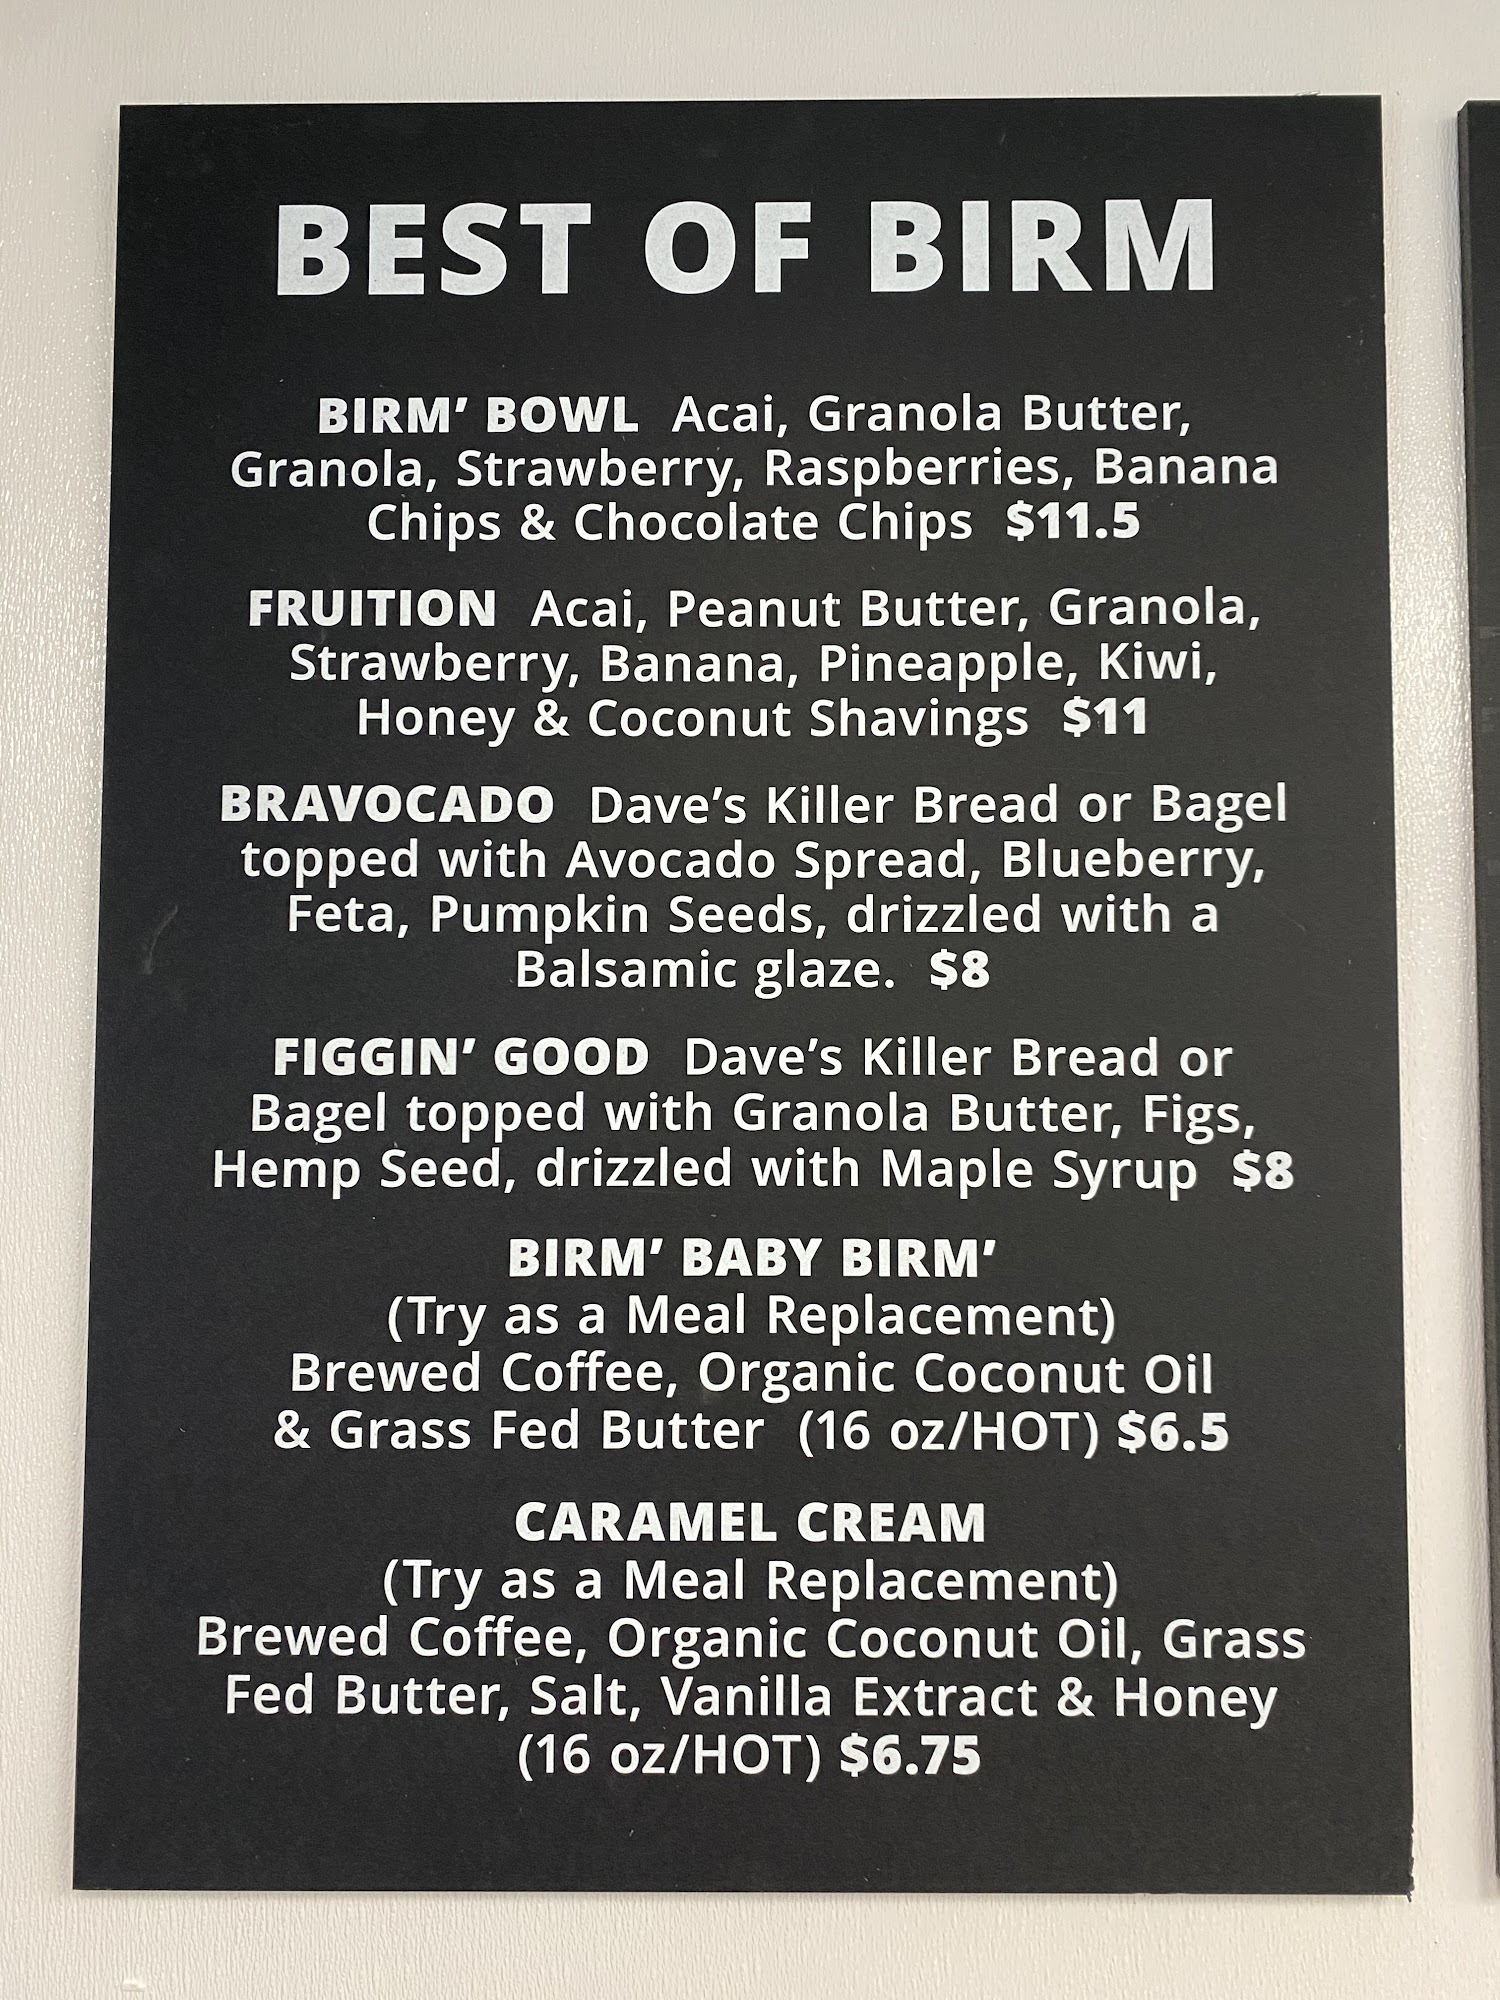 BEST OF BIRM
BIRM’ BOWL Acai, Granola Butter,
Granola, Strawberry, Raspberries, Banana
Chips & Chocolate Chips $11.5
FRUITION Acai, Peanut Butter, Granola,
Strawberry, Banana, Pineapple, Kiwi,
Honey & Coconut Shavings $11
BRAVOCADO Dave’s Killer Bread or Bagel
topped with Avocado Spread, Blueberry,
Feta, Pumpkin Seeds, drizzled with a
Balsamic glaze. $8
FIGGIN’ GOOD Dave’s Killer Bread or
Bagel topped with Granola Butter, Figs,
Hemp Seed, drizzled with Maple Syrup $8
BIRM’ BABY BIRM’
(Try as a Meal Replacement)
Brewed Coffee, Organic Coconut Oil
& Grass Fed Butter (16 oz/HOT) $6.5
CARAMEL CREAM
(Try as a Meal Replacement)
Brewed Coffee, Organic Coconut Oil, Grass
Fed Butter, Salt, Vanilla Extract & Honey
(16 oz/HOT) $6.75